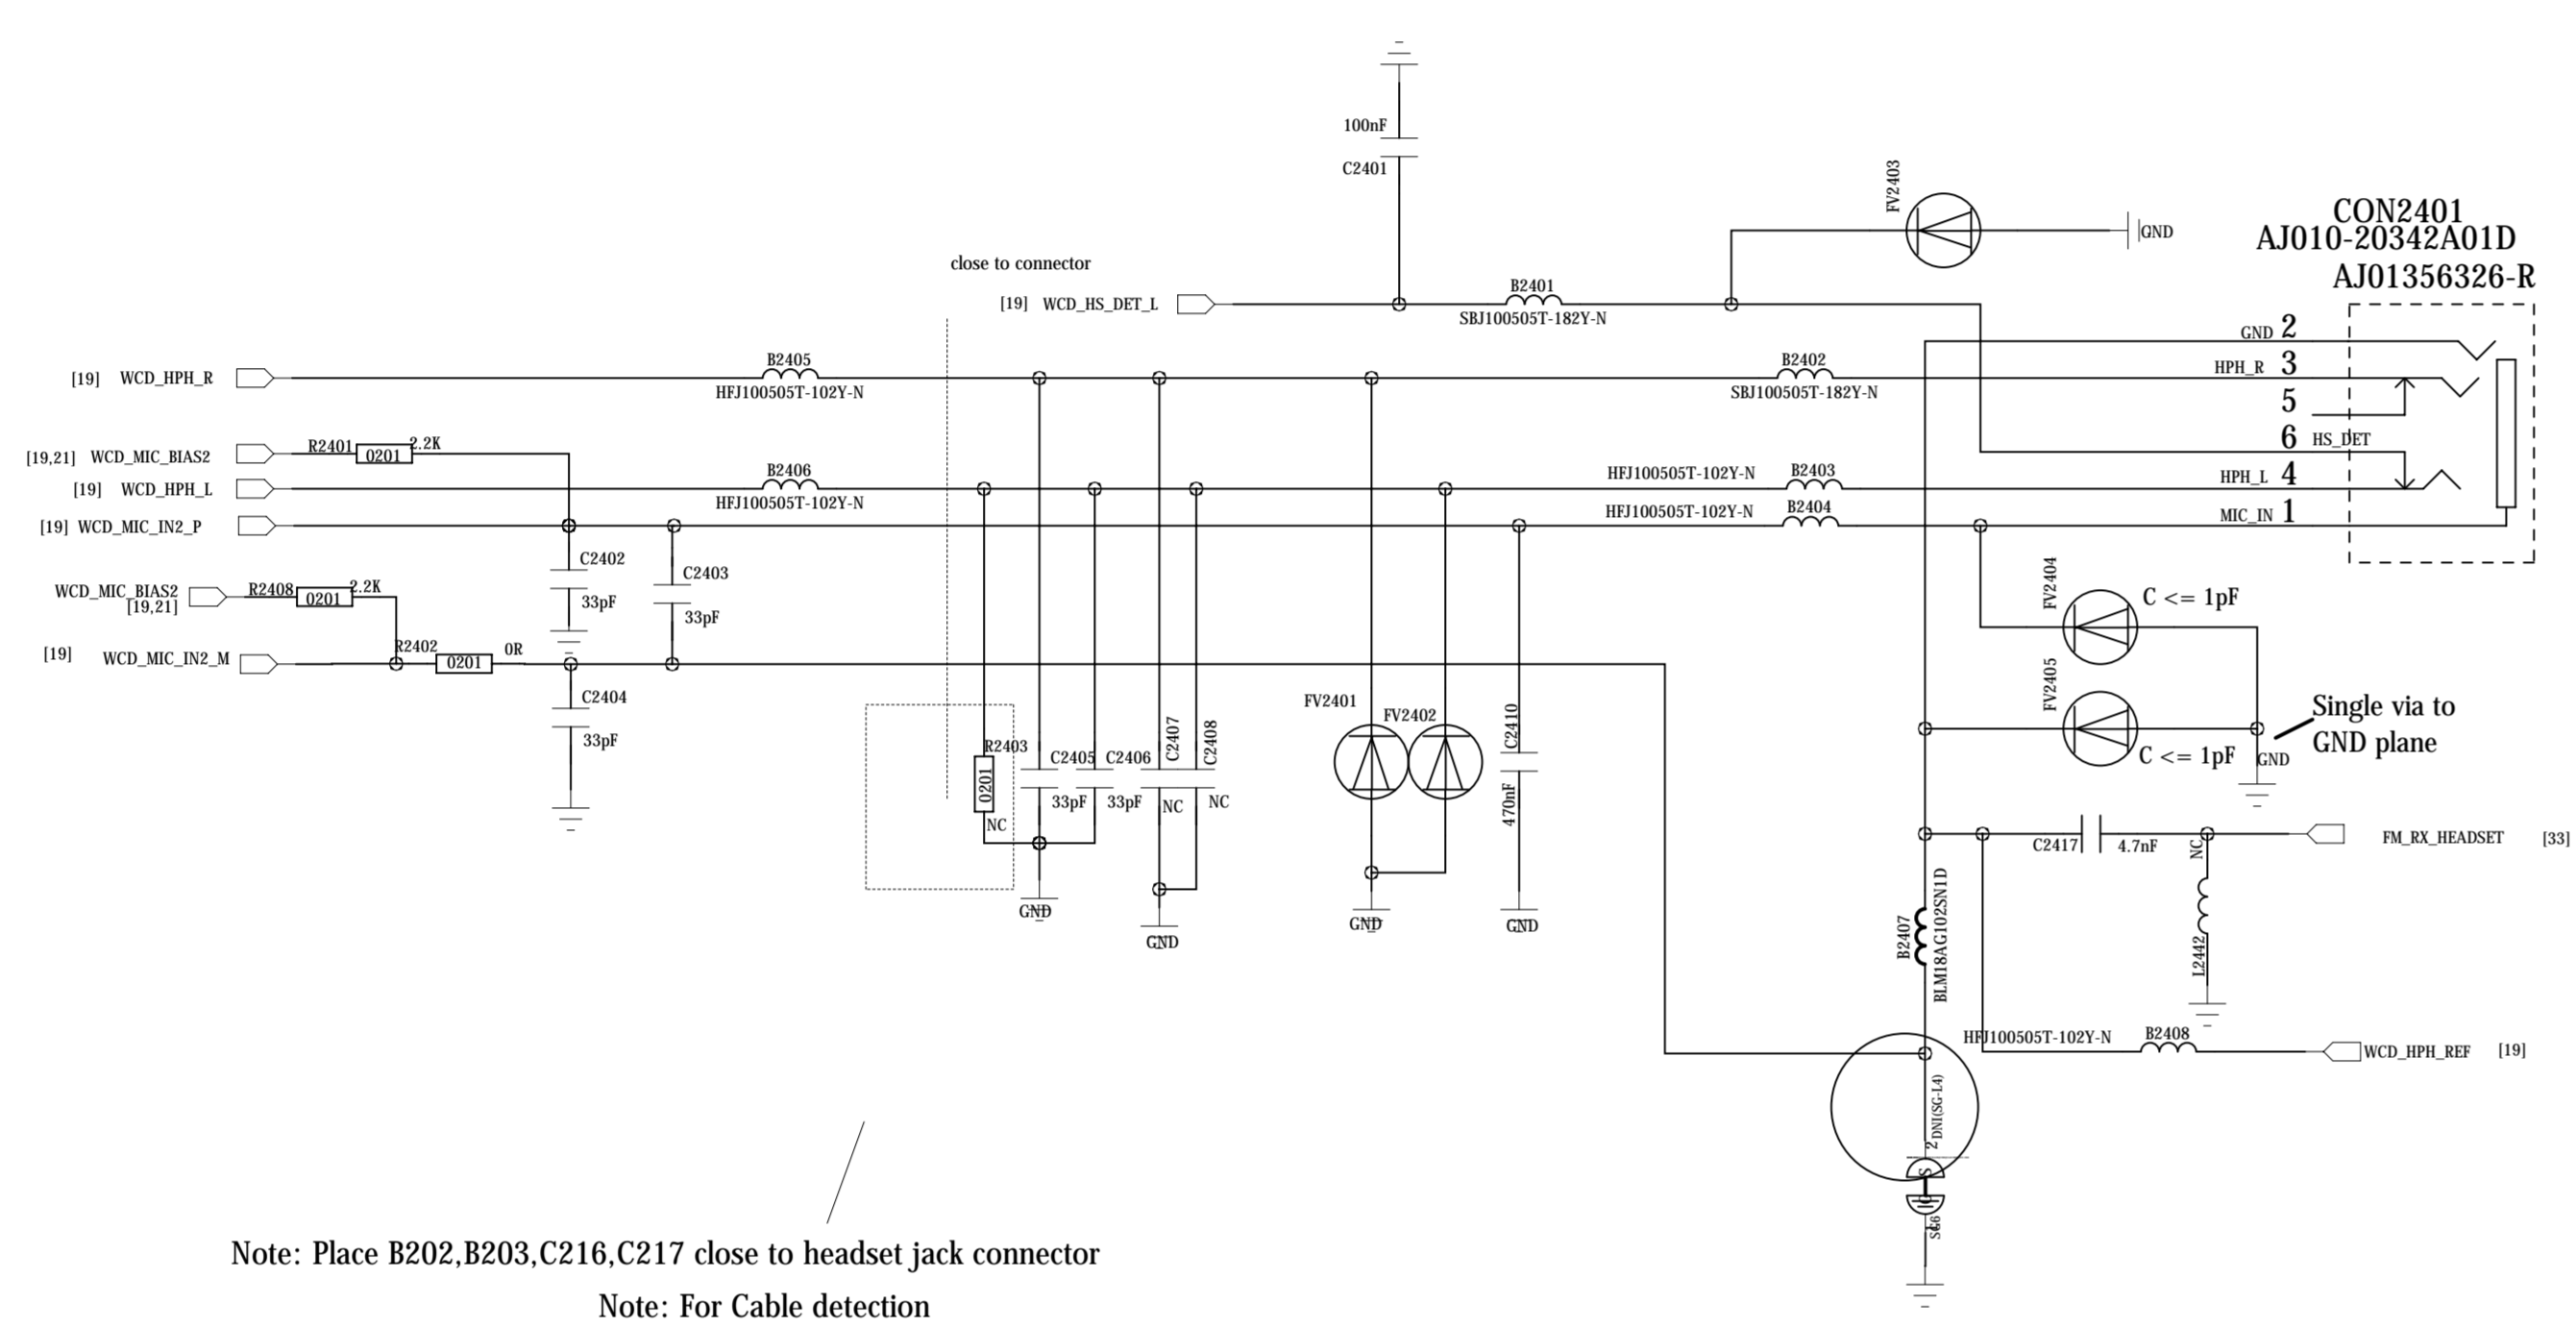 100nF
C2401
FV2403
GND
CON2401
AJ010-20342A01D
AJ01356326-R
close to connector
[19] WCD_HS_DET_L
B2401
SBJ100505T-182Y-N
GND 2
[19] WCD_HPH_R
B2405
HFJ100505T-102Y-N
B2402
SBJ100505T-182Y-N
HPH_R 3
5
[19,21] WCD_MIC_BIAS2
R2401
0201
2.2K
6 HS_DET
[19] WCD_HPH_L
B2406
HFJ100505T-102Y-N
HFJ100505T-102Y-N
B2403
HPH_L 4
[19] WCD_MIC_IN2_P
HFJ100505T-102Y-N
B2404
MIC_IN 1
C2402
33pF
C2403
33pF
FV2404
C <= 1pF
WCD_MIC_BIAS2
[19,21]
R2408
0201
2.2K
[19] WCD_MIC_IN2_M
R2402
0201
0R
C2404
33pF
FV2405
C <= 1pF
GND
Single via to
GND plane
R2403
0201
NC
C2405
33pF
C2406
33pF
C2407
NC
C2408
NC
FV2401
FV2402
C2410
470nF
GND
GND
GND
GND
C2417
4.7nF
NC
FM_RX_HEADSET [33]
B2407
BLM18AG102SN1D
L2442
HFJ100505T-102Y-N
B2408
WCD_HPH_REF [19]
DNI(SG-L4)
2
S
SG6
Note: Place B202,B203,C216,C217 close to headset jack connector
Note: For Cable detection